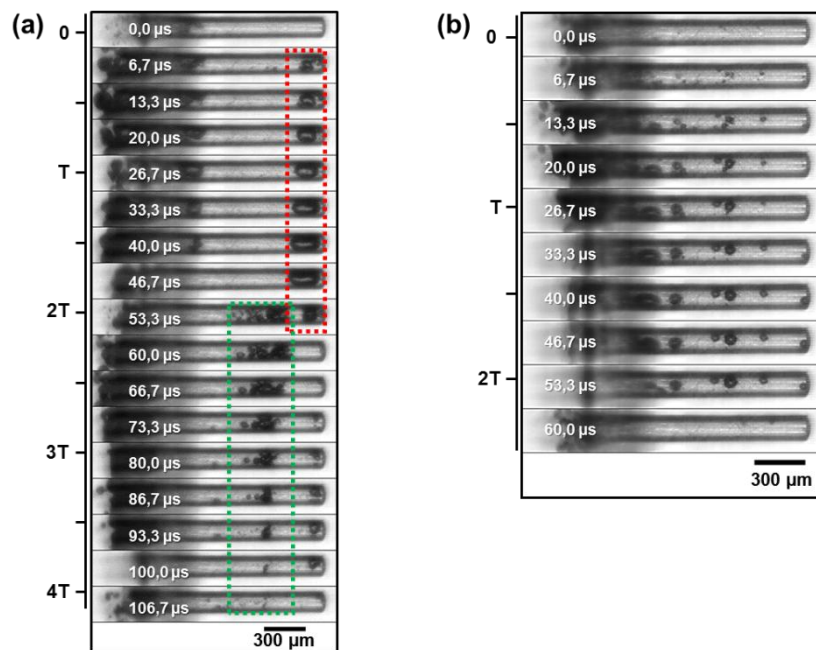 (a)
0
0,0 µs
6,7 µs
13,3 µs
20,0 µs
T
26,7 µs
33,3 µs
40,0 µs
46,7 µs
2T
53,3 µs
60,0 µs
66,7 µs
73,3 µs
3T
80,0 µs
86,7 µs
93,3 µs
100,0 µs
4T
106,7 µs
300 µm
(b)
0
0,0 µs
6,7 µs
13,3 µs
20,0 µs
T
26,7 µs
33,3 µs
40,0 µs
46,7 µs
2T
53,3 µs
60,0 µs
300 µm